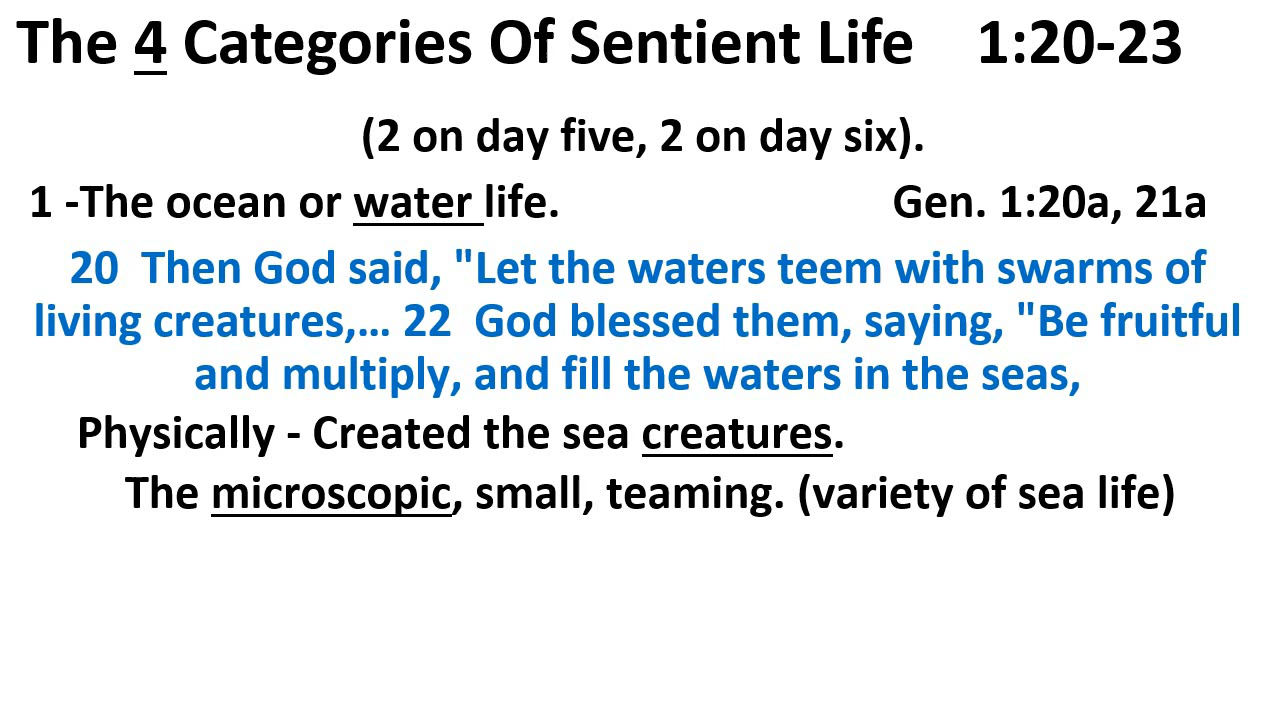 The 4 Categories Of Sentient Life 1:20-23
(2 on day five, 2 on day six).
1 -The ocean or water life. Gen. 1:20a, 21a
20 Then God said, "Let the waters teem with swarms of
living creatures,... 22 God blessed them, saying, "Be fruitful
and multiply, and fill the waters in the seas,
Physically - Created the sea creatures.
The microscopic, small, teaming. (variety of sea life)